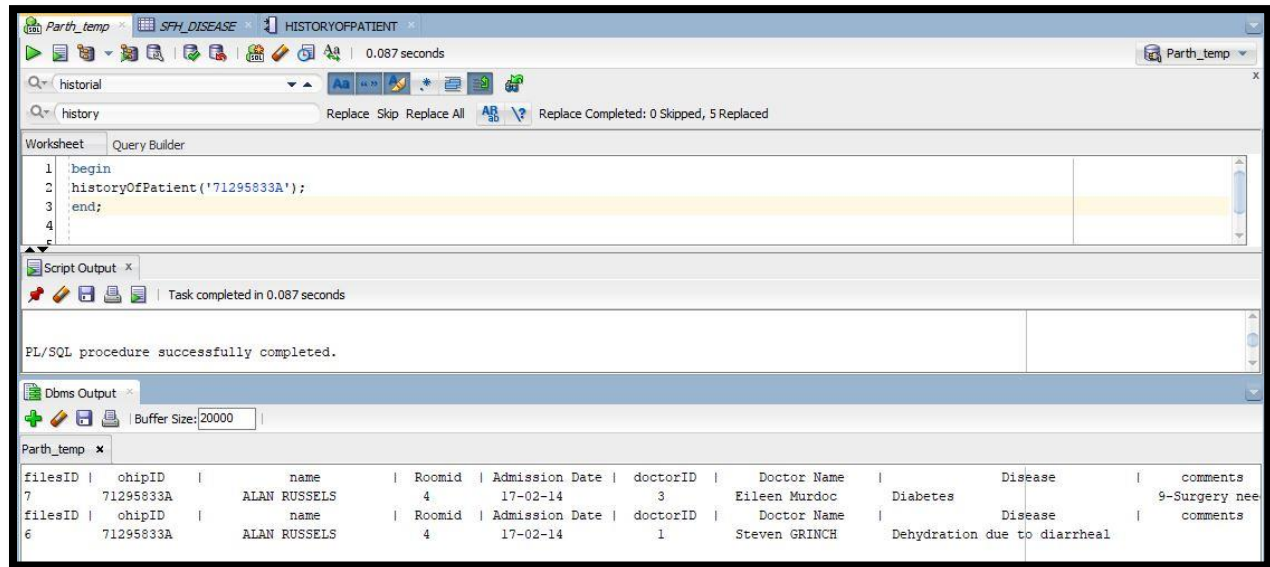 Parth_temp SFH_DISEASE HISTORYOFPATIENT
0.087 seconds Parth_temp
historial
history Replace Skip Replace All Replace Completed: 0 Skipped, 5 Replaced
Worksheet Query Builder
1 begin
2 historyOfPatient('71295833A');
3 end;
4
5
Script Output x
Task completed in 0.087 seconds
PL/SQL procedure successfully completed.
Dbms Output
Buffer Size: 20000
Parth_temp x
filesID | ohipID | name | Roomid | Admission Date | doctorID | Doctor Name | Disease | comments
7 71295833A ALAN RUSSELS 4 17-02-14 3 Eileen Murdoc Diabetes 9-Surgery nee
filesID | ohipID | name | Roomid | Admission Date | doctorID | Doctor Name | Disease | comments
6 71295833A ALAN RUSSELS 4 17-02-14 1 Steven GRINCH Dehydration due to diarrheal